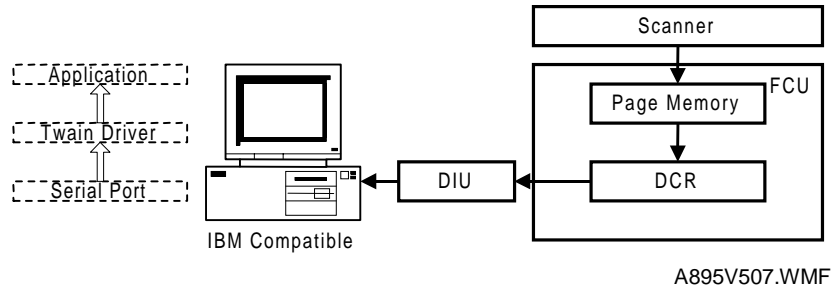 Scanner
Application
FCU
Page Memory
Twain Driver
Serial Port
DIU
DCR
IBM Compatible
A895V507.WMF